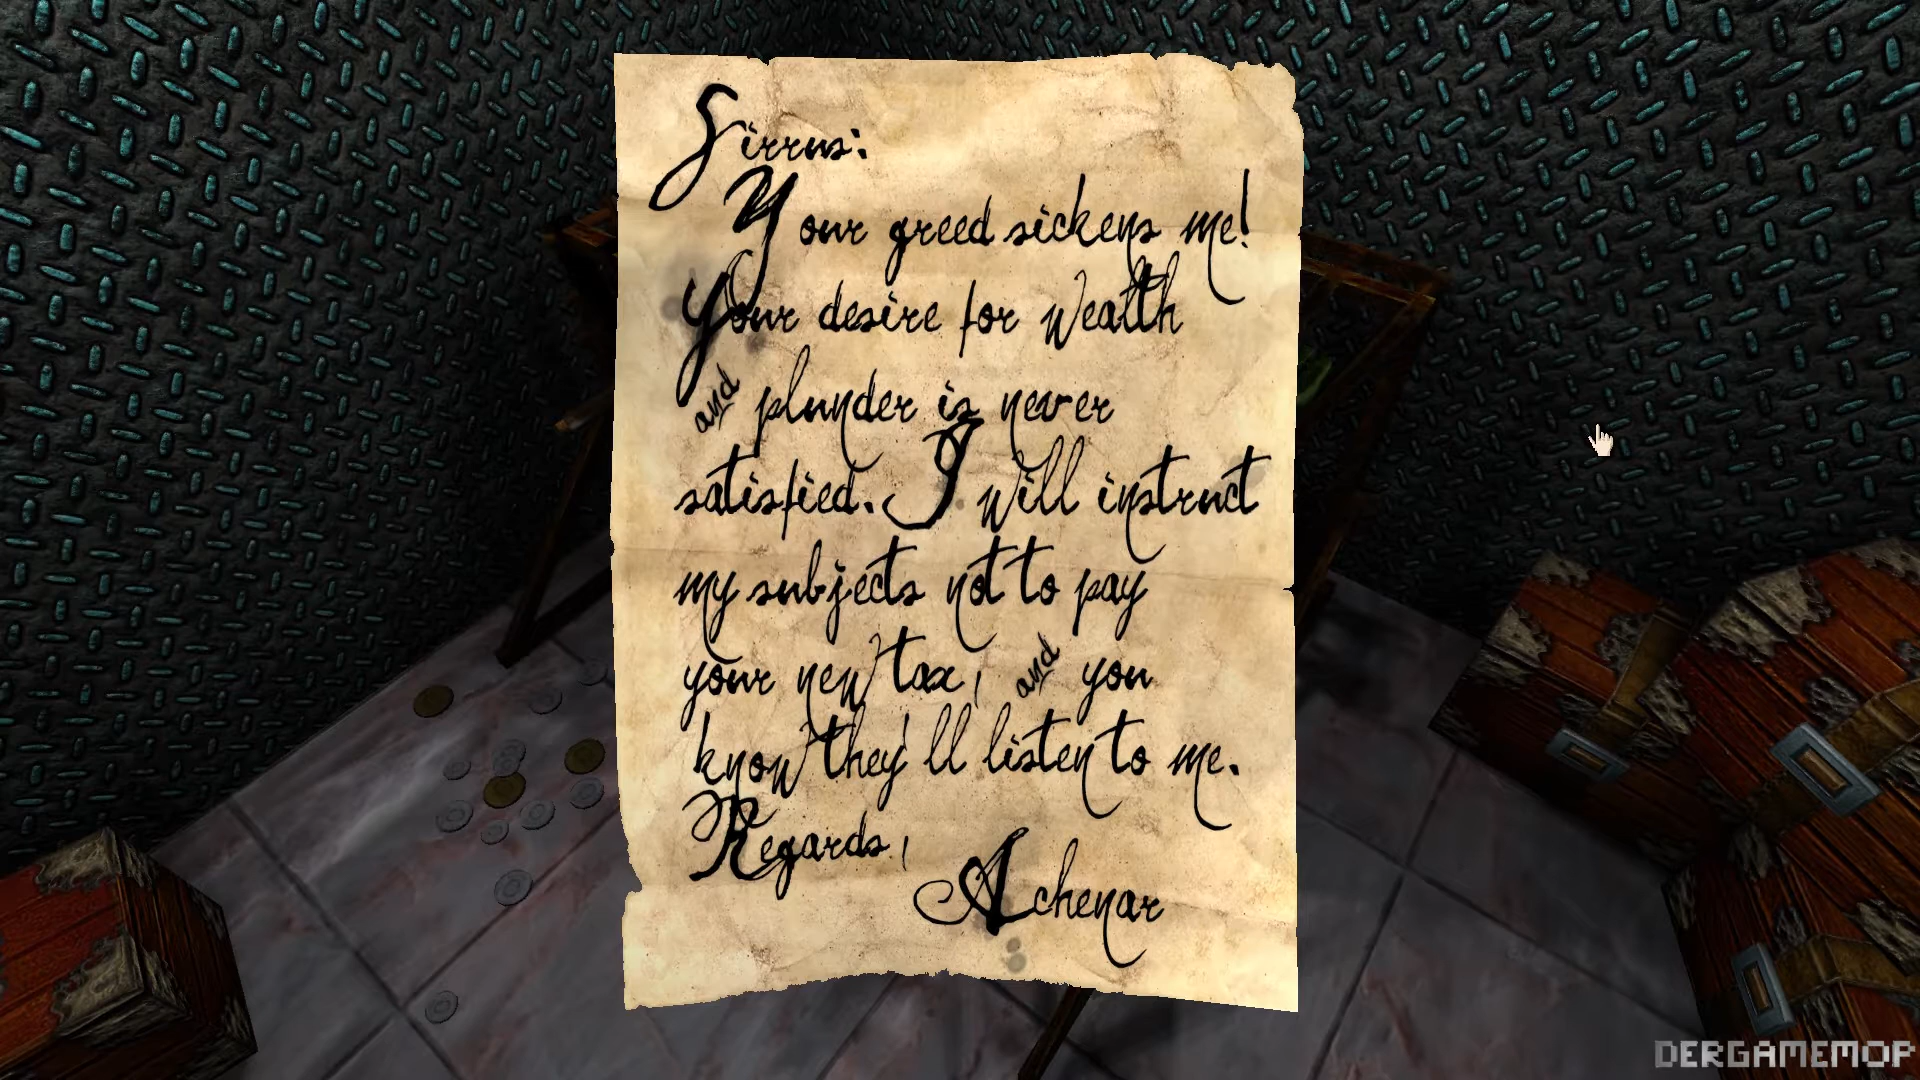 Sirrus:
Your greed sickens me!
Your desire for wealth
and plunder is never
satisfied. I will instruct
my subjects not to pay
your new tax, and you
know they'll listen to me.
Regards,
Achenar
DERGAMEMOP